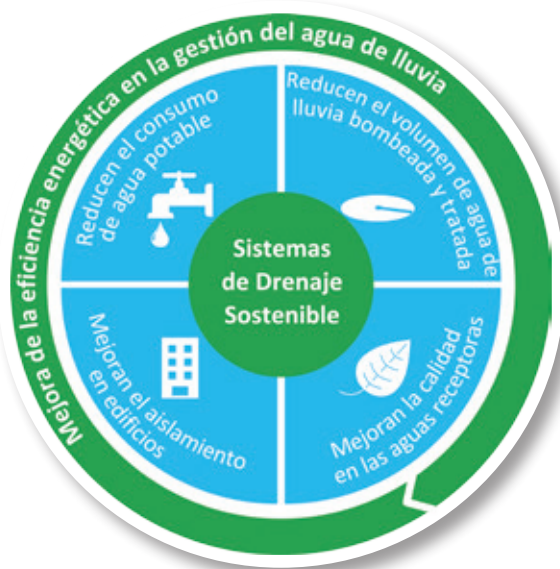 Mejora de la eficiencia energética en la gestión del agua de lluvia
Reducen el consumo
de agua potable
Reducen el volumen de agua de
lluvia bombeada y tratada
Sistemas
de Drenaje
Sostenible
Mejoran el aislamiento
en edificios
Mejoran la calidad
en las aguas receptoras